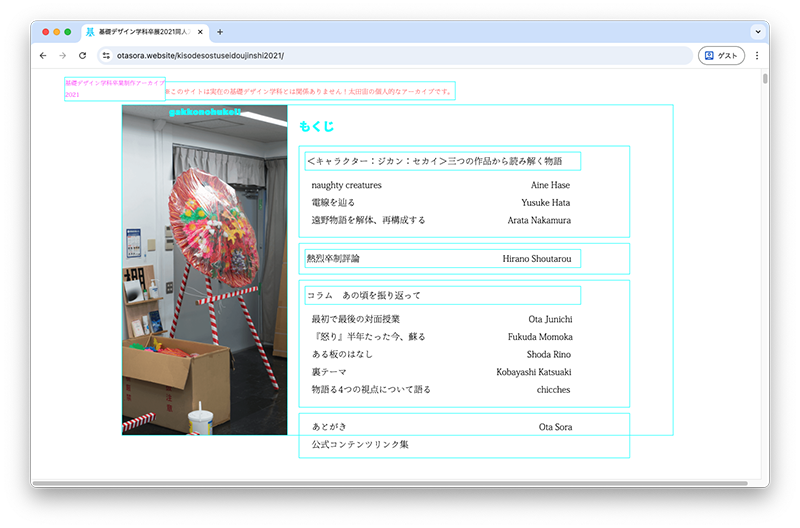 基礎デザイン学科卒展2021同人
otasora.website/kisodesostuseidoujinshi2021/
ゲスト
基礎デザイン学科卒業制作アーカイブ
2021
※このサイトは実在の基礎デザイン学科とは関係ありません！太田宙の個人的なアーカイブです。
gakkonobukeii
もくじ
＜キャラクター：ジカン：セカイ＞三つの作品から読み解く物語
naughty creatures Aine Hase
電線を辿る Yusuke Hata
遠野物語を解体、再構成する Arata Nakamura
熱烈卒制評論 Hirano Shoutarou
コラム　あの頃を振り返って
最初で最後の対面授業 Ota Junichi
『怒り』半年たった今、蘇る Fukuda Momoka
ある板のはなし Shoda Rino
裏テーマ Kobayashi Katsuaki
物語る4つの視点について語る chicches
あとがき Ota Sora
公式コンテンツリンク集